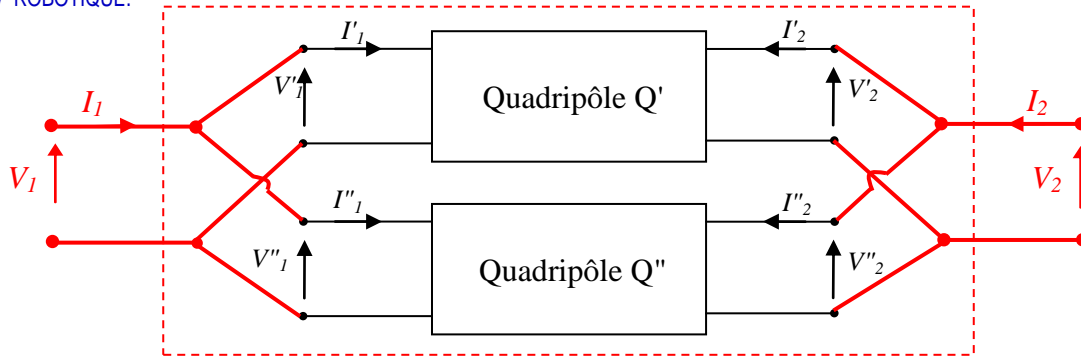 ROBOTIQUE.
I'1 I'2
V'1 Quadripôle Q' V'2
I1 I2
V1 V2
I"1 I"2
V"1 Quadripôle Q" V"2